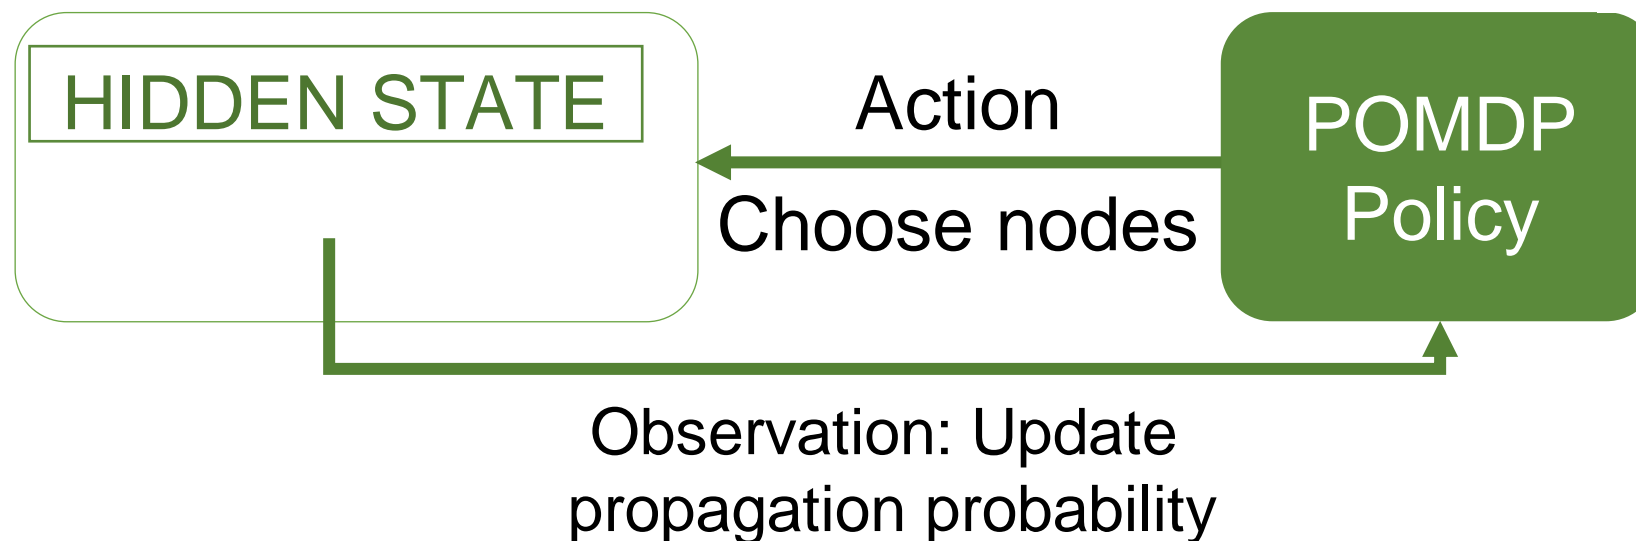 HIDDEN STATE
Action
Choose nodes
POMDP
Policy
Observation: Update
propagation probability